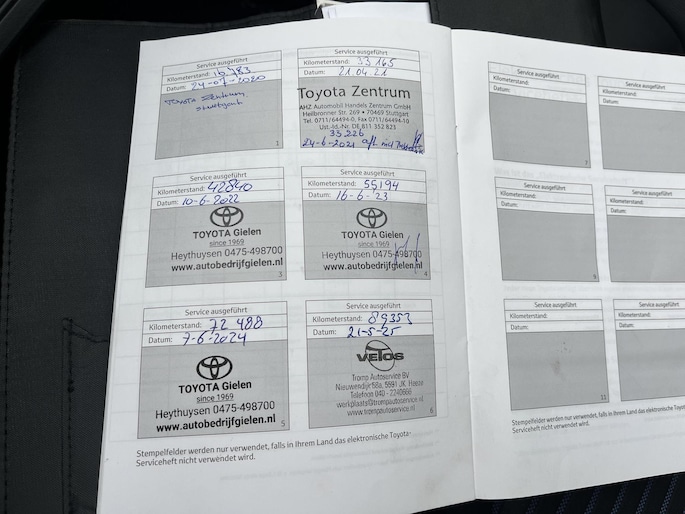 Service ausgeführt
Kilometerstand: 16783
Datum: 24-07-2020
Toyota Zentrum
Stuttgart
1
Service ausgeführt
Kilometerstand: 33165
Datum: 21.04.21
Toyota Zentrum
AHZ Automobil Handels Zentrum GmbH
Heilbronner Str. 269 • 70469 Stuttgart
Tel. 0711/64494-0, Fax 0711/64494-10
Ust.-Id.-Nr. DE 811 352 823
33.226
24-6-2021
Service ausgeführt
Kilometerstand: 42840
Datum: 10-6-2022
TOYOTA Gielen
since 1969
Heythuysen 0475-498700
www.autobedrijfgielen.nl
3
Service ausgeführt
Kilometerstand: 55194
Datum: 16-6-23
TOYOTA Gielen
since 1969
Heythuysen 0475-498700
www.autobedrijfgielen.nl
4
Service ausgeführt
Kilometerstand: 72 488
Datum: 7-6-2024
TOYOTA Gielen
since 1969
Heythuysen 0475-498700
www.autobedrijfgielen.nl
5
Service ausgeführt
Kilometerstand: 89353
Datum: 21-5-25
VETOS
Tromp Autoservice BV
Nieuwendijk 58a, 5591 JK Heeze
Telefoon 040 - 2240666
werkplaats@trompautoservice.nl
www.trompautoservice.nl
6
Stempelfelder werden nur verwendet, falls in Ihrem Land das elektronische Toyota-
Serviceheft nicht verwendet wird.
Service ausgeführt
Kilometerstand:
Datum:
7
Service ausgeführt
Kilometerstand:
Datum:
Service ausgeführt
Kilometerstand:
Datum:
9
Service ausgeführt
Kilometerstand:
Datum:
Service ausgeführt
Kilometerstand:
Datum:
11
Service ausgeführt
Kilometerstand:
Datum:
Stempelfelder werden nur verwendet, falls in Ihrem Land das elektronische
Serviceheft nicht verwendet wird.